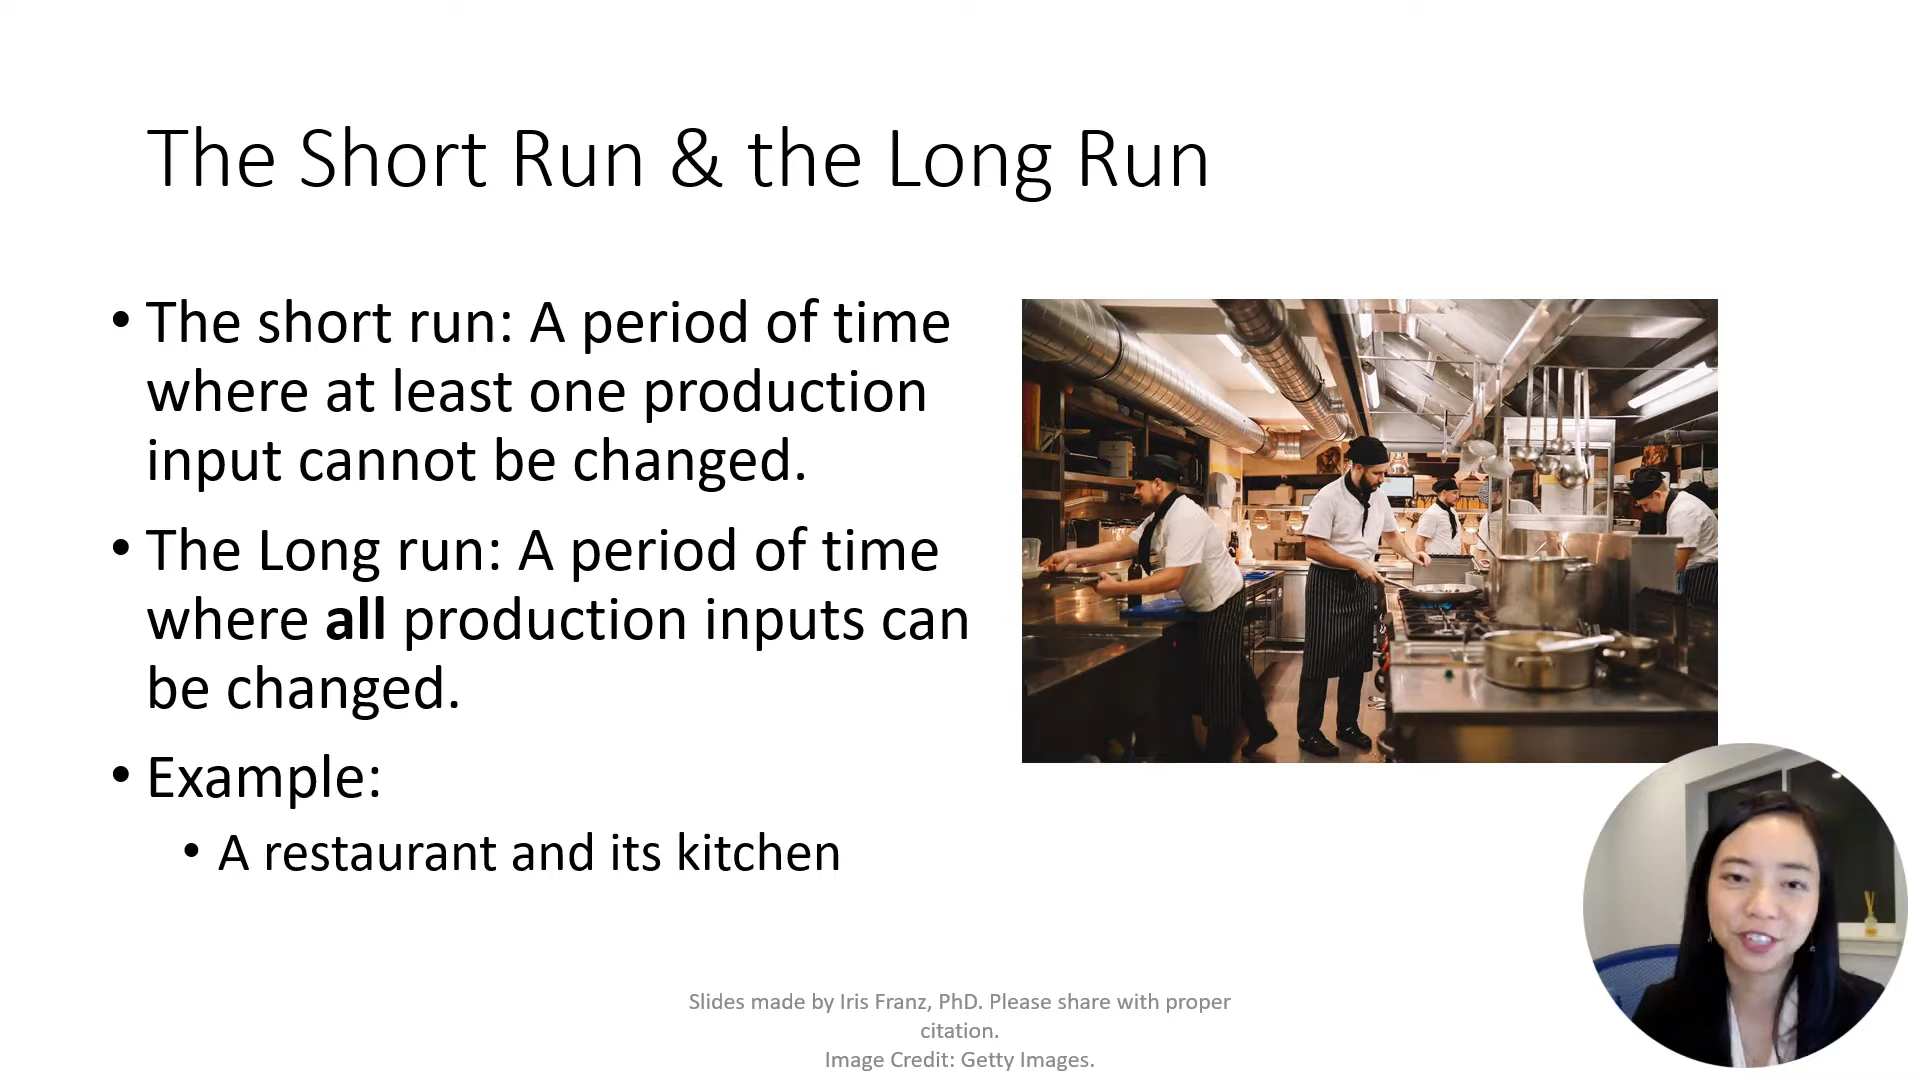 The Short Run & the Long Run
• The short run: A period of time
where at least one production
input cannot be changed.
• The Long run: A period of time
where all production inputs can
be changed.
• Example:
• A restaurant and its kitchen
Slides made by Iris Franz, PhD. Please share with proper
citation.
Image Credit: Getty Images.